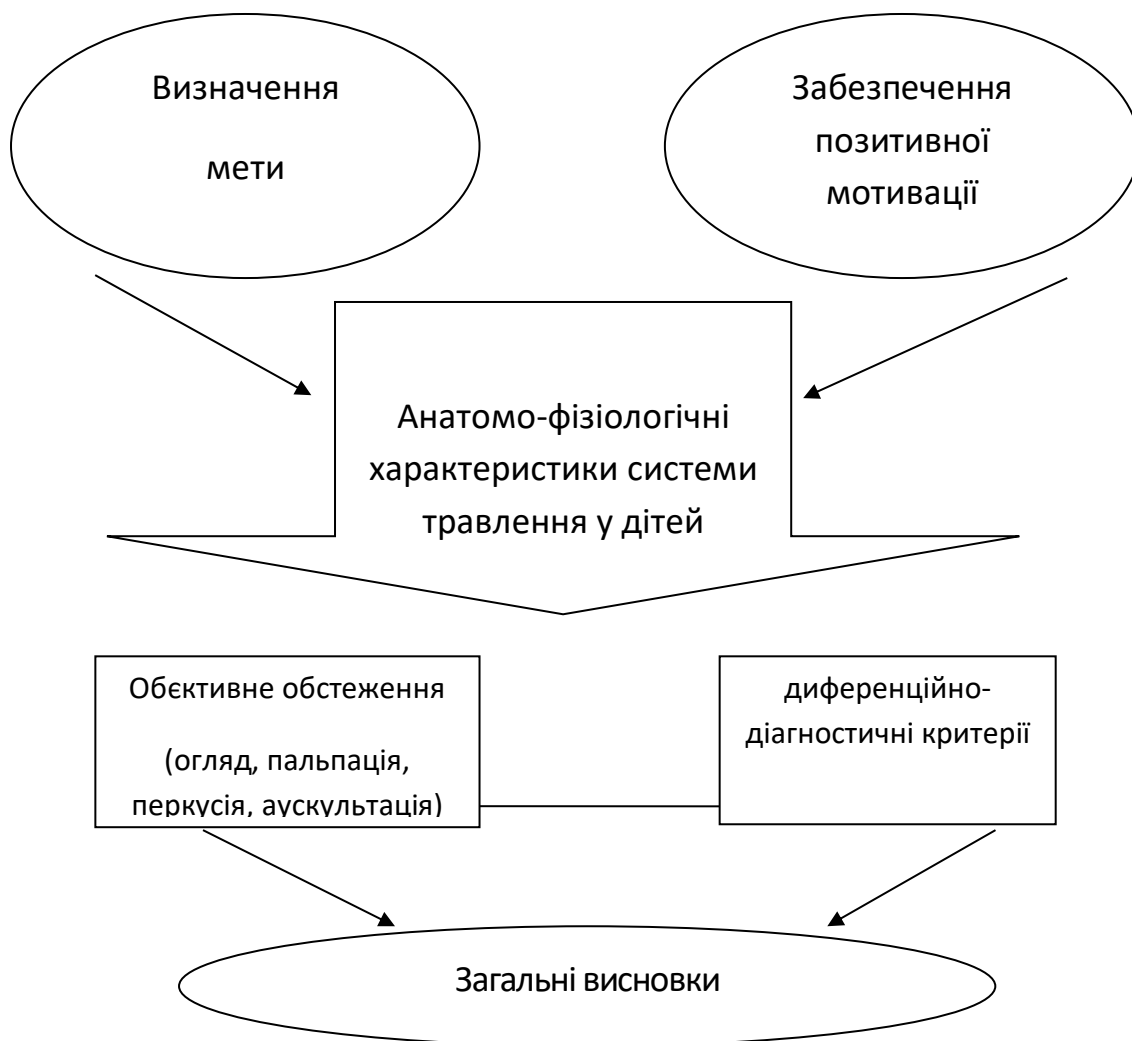 Визначення
мети
Забезпечення
позитивної
мотивації
Анатомо-фізіологічні
характеристики системи
травлення у дітей
Обєктивне обстеження
(огляд, пальпація,
перкусія, аускультація)
диференційно-
діагностичні критерії
Загальні висновки